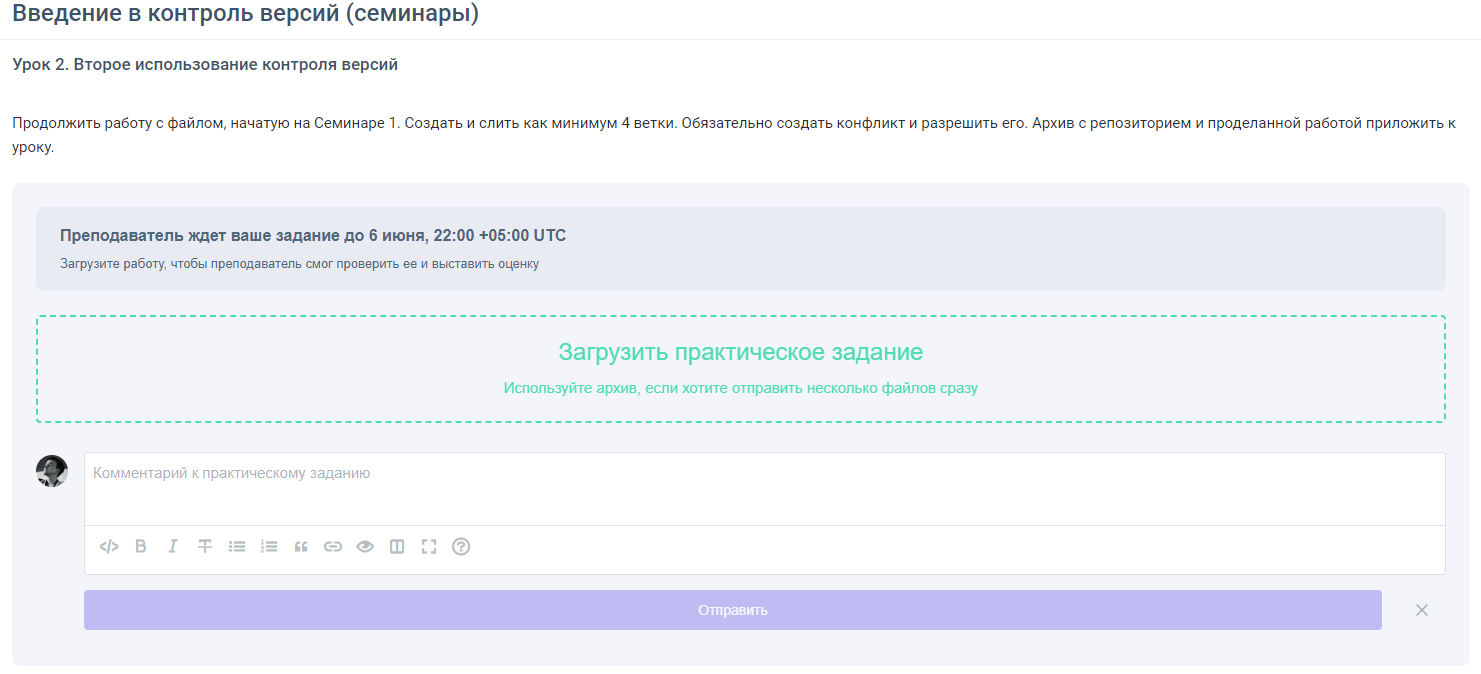 Введение в контроль версий (семинары)
Урок 2. Второе использование контроля версий
Продолжить работу с файлом, начатую на Семинаре 1. Создать и слить как минимум 4 ветки. Обязательно создать конфликт и разрешить его. Архив с репозиторием и проделанной работой приложить к
уроку.
Преподаватель ждет ваше задание до 6 июня, 22:00 +05:00 UTC
Загрузите работу, чтобы преподаватель смог проверить ее и выставить оценку
Загрузить практическое задание
Используйте архив, если хотите отправить несколько файлов сразу
Комментарий к практическому заданию
Отправить